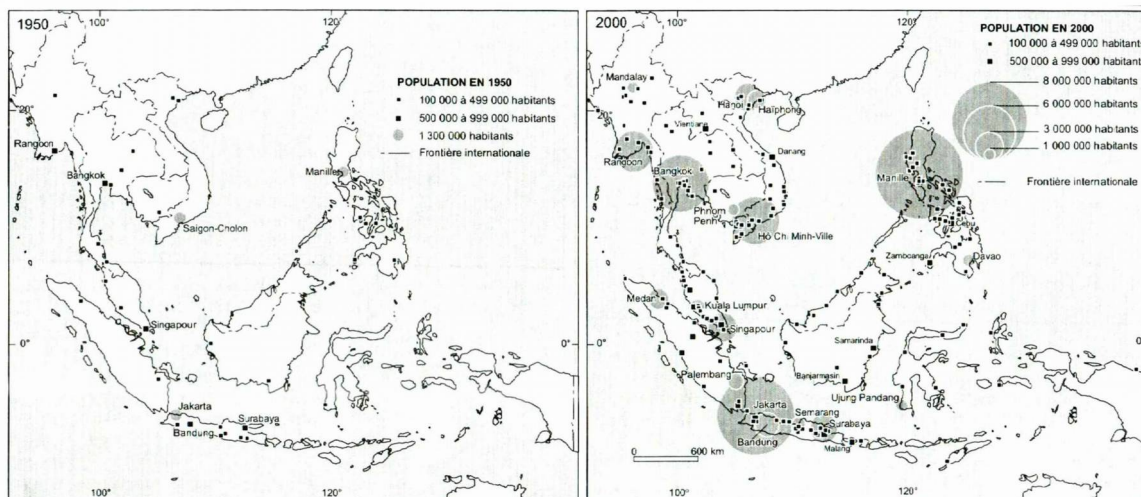 1950
100°
120°
POPULATION EN 1950
100 000 à 499 000 habitants
500 000 à 999 000 habitants
1 300 000 habitants
Frontière internationale
20°
Rangoon
Bangkok
Manille
Saigon-Cholon
Singapour
0°
0°
Jakarta
Surabaya
Bandung
100°
120°
2000
100°
120°
POPULATION EN 2000
100 000 à 499 000 habitants
500 000 à 999 000 habitants
8 000 000 habitants
6 000 000 habitants
3 000 000 habitants
1 000 000 habitants
Frontière internationale
Mandalay
20°
Hanoï
Haïphong
Vientiane
Rangoon
Danang
Bangkok
Manille
Phnom
Penh
Ho Chi Minh-Ville
Zamboanga
Davao
Medan
Kuala Lumpur
Singapour
Samarinda
0°
Palembang
Banjarmasin
Ujung Pandang
Jakarta
Semarang
Surabaya
Bandung
Malang
0
600 km
100°
120°